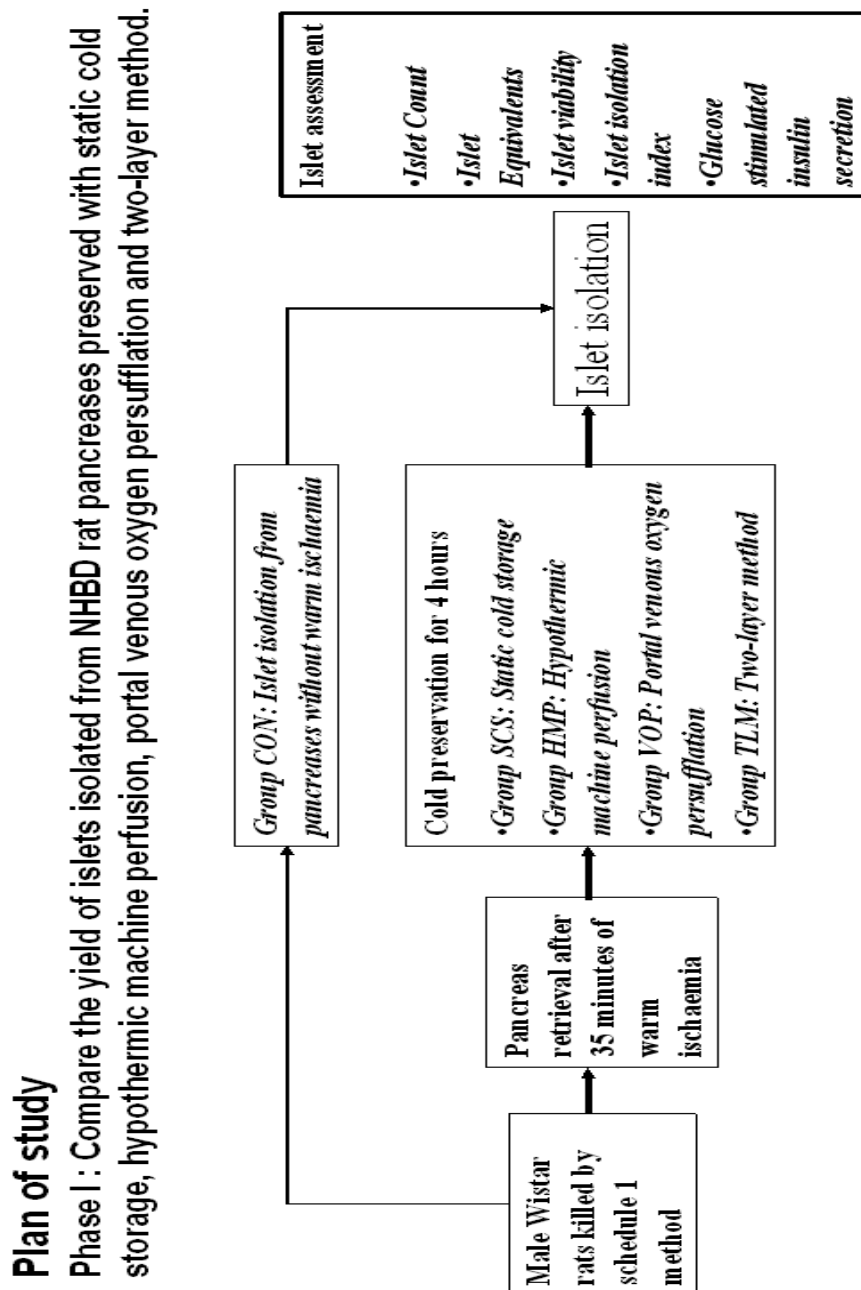 Plan of study
Phase I : Compare the yield of islets isolated from NHBD rat pancreases preserved with static cold
storage, hypothermic machine perfusion, portal venous oxygen persufflation and two-layer method.
Male Wistar
rats killed by
schedule 1
method
Pancreas
retrieval after
35 minutes of
warm
ischaemia
Group CON: Islet isolation from
pancreases without warm ischaemia
Cold preservation for 4 hours
•Group SCS: Static cold storage
•Group HMP: Hypothermic
machine perfusion
•Group VOP: Portal venous oxygen
persufflation
•Group TLM: Two-layer method
Islet isolation
Islet assessment
•Islet Count
•Islet
Equivalents
•Islet viability
•Islet isolation
index
•Glucose
stimulated
insulin
secretion